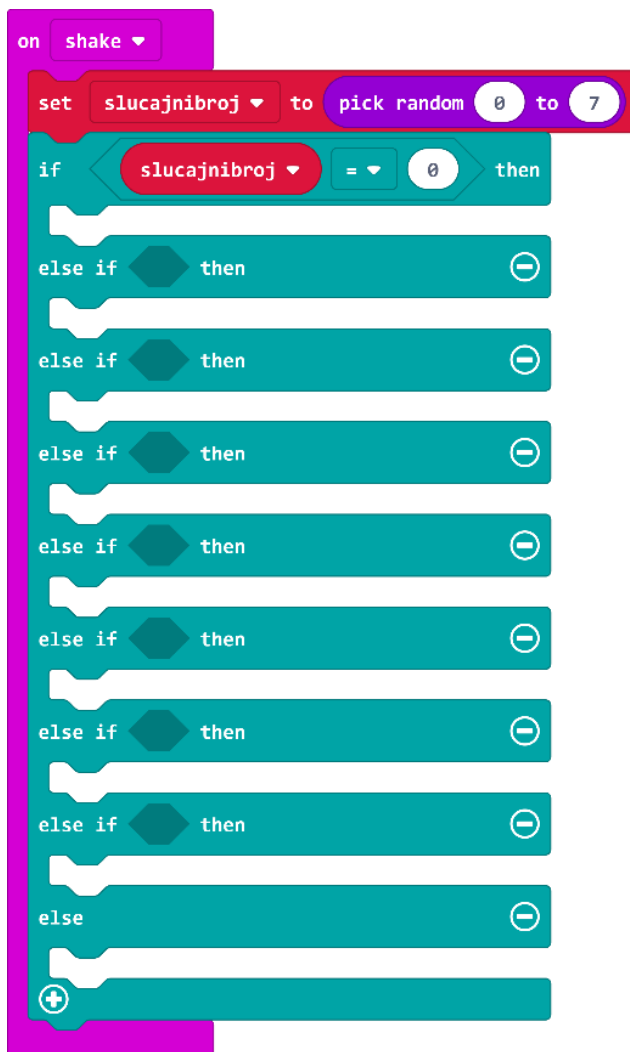 on shake
set slucajnibroj to pick random 0 to 7
if slucajnibroj = 0 then
else if then
else if then
else if then
else if then
else if then
else if then
else if then
else